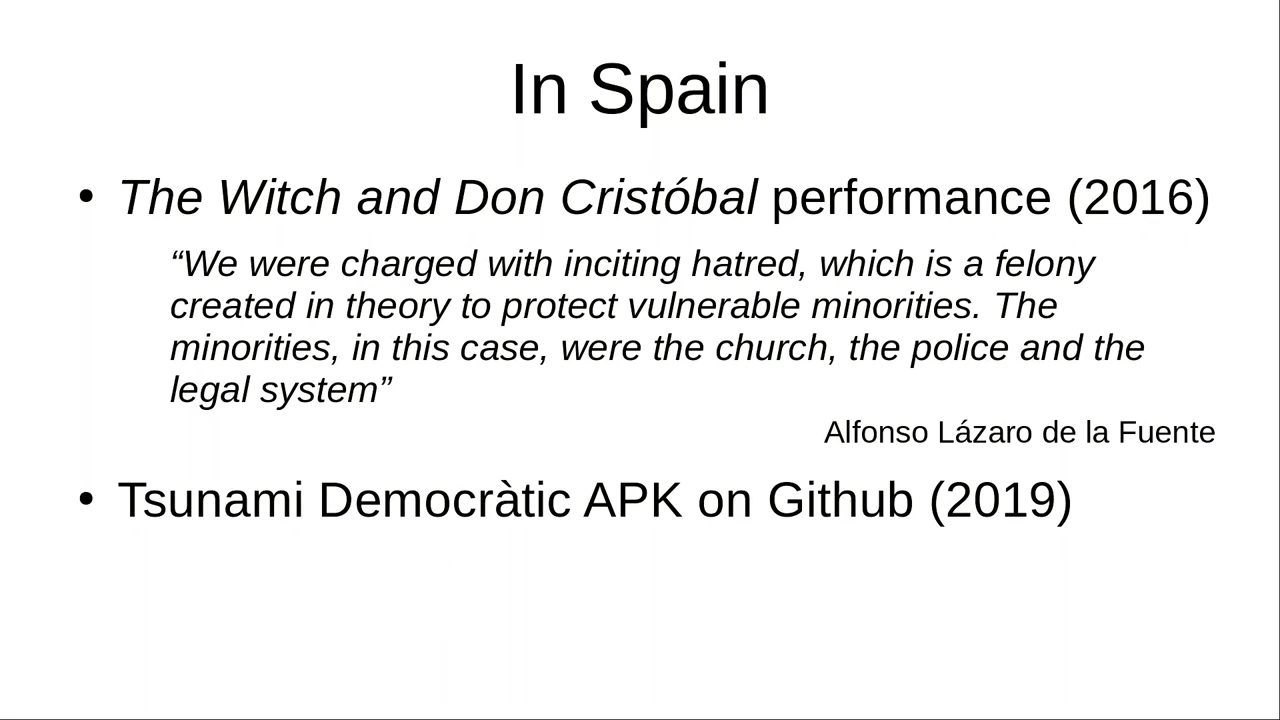 In Spain
• The Witch and Don Cristóbal performance (2016)
“We were charged with inciting hatred, which is a felony
created in theory to protect vulnerable minorities. The
minorities, in this case, were the church, the police and the
legal system”
Alfonso Lázaro de la Fuente
• Tsunami Democràtic APK on Github (2019)